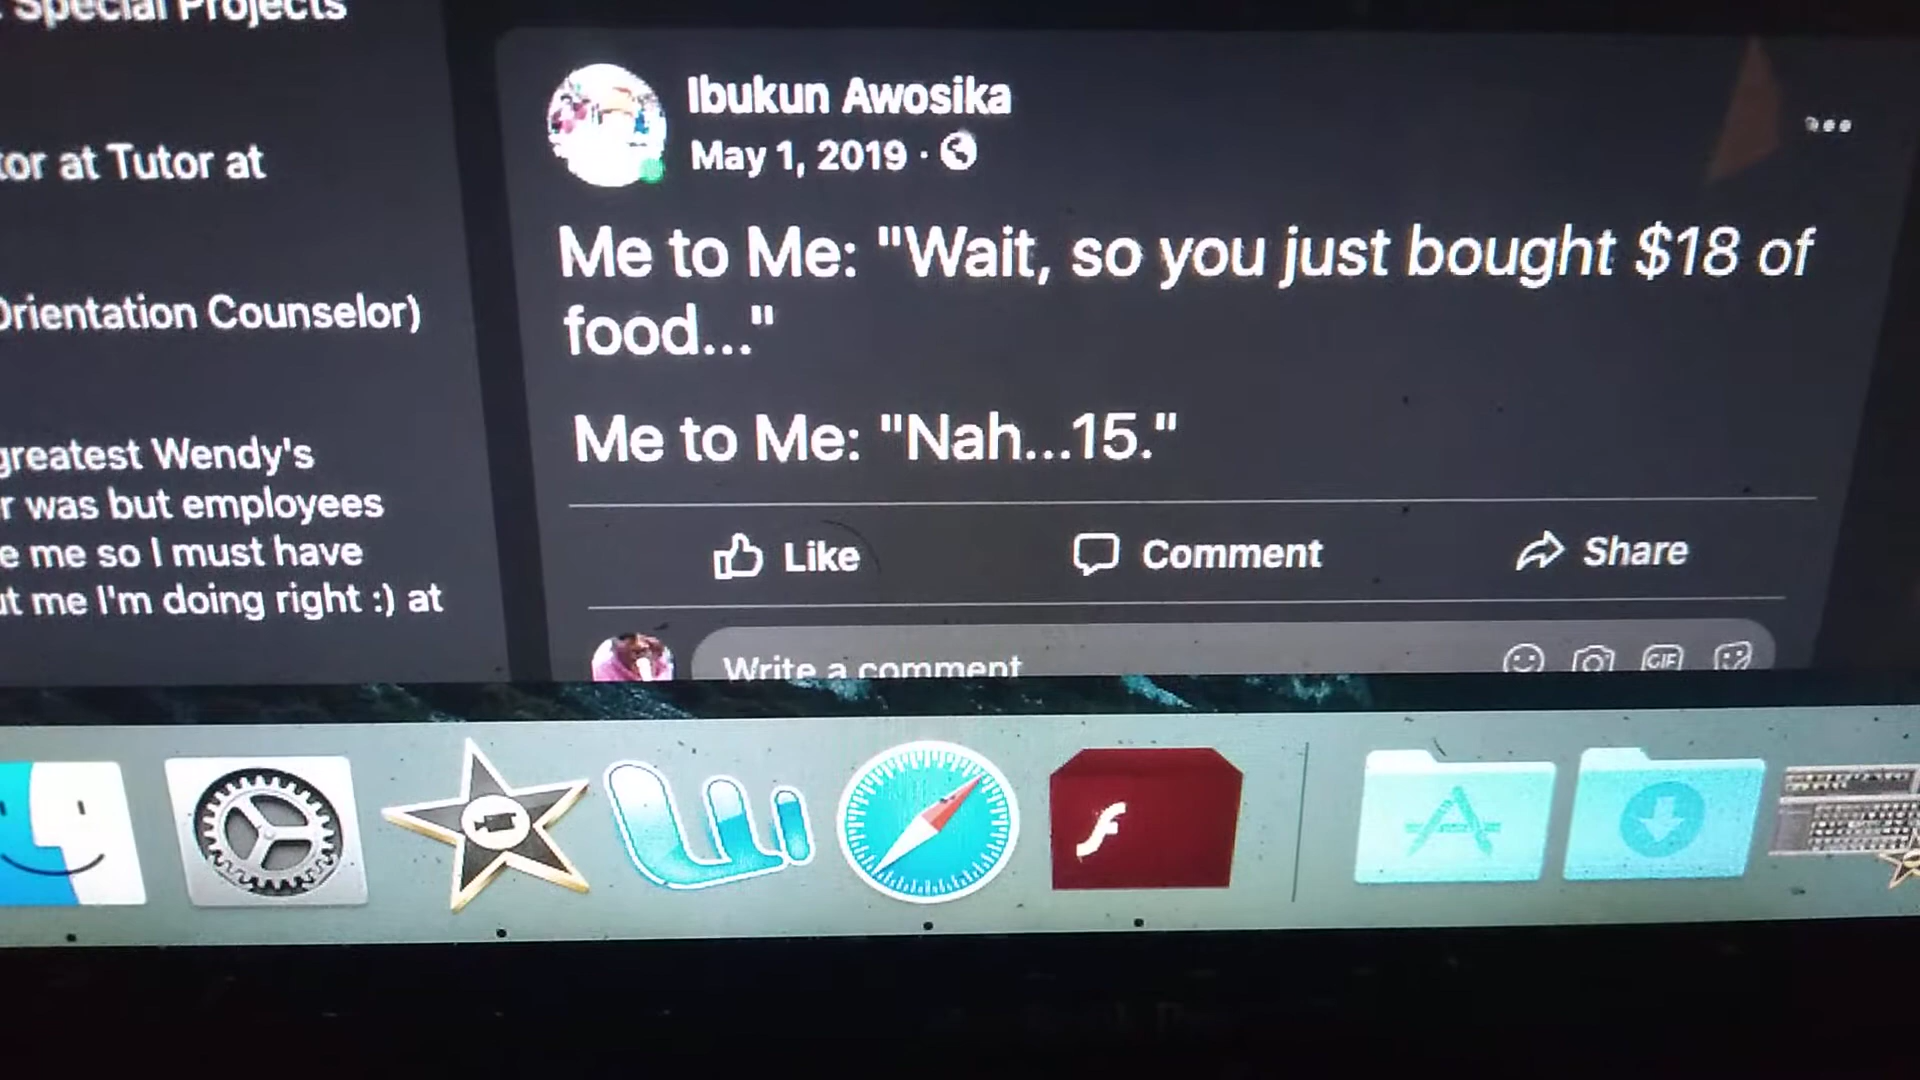 Special Projects
tor at Tutor at
Orientation Counselor)
greatest Wendy's
r was but employees
e me so I must have
ut me I'm doing right :) at
Ibukun Awosika
May 1, 2019 ·
Me to Me: "Wait, so you just bought $18 of
food..."
Me to Me: "Nah...15."
Like
Comment
Share
Write a comment
GIF